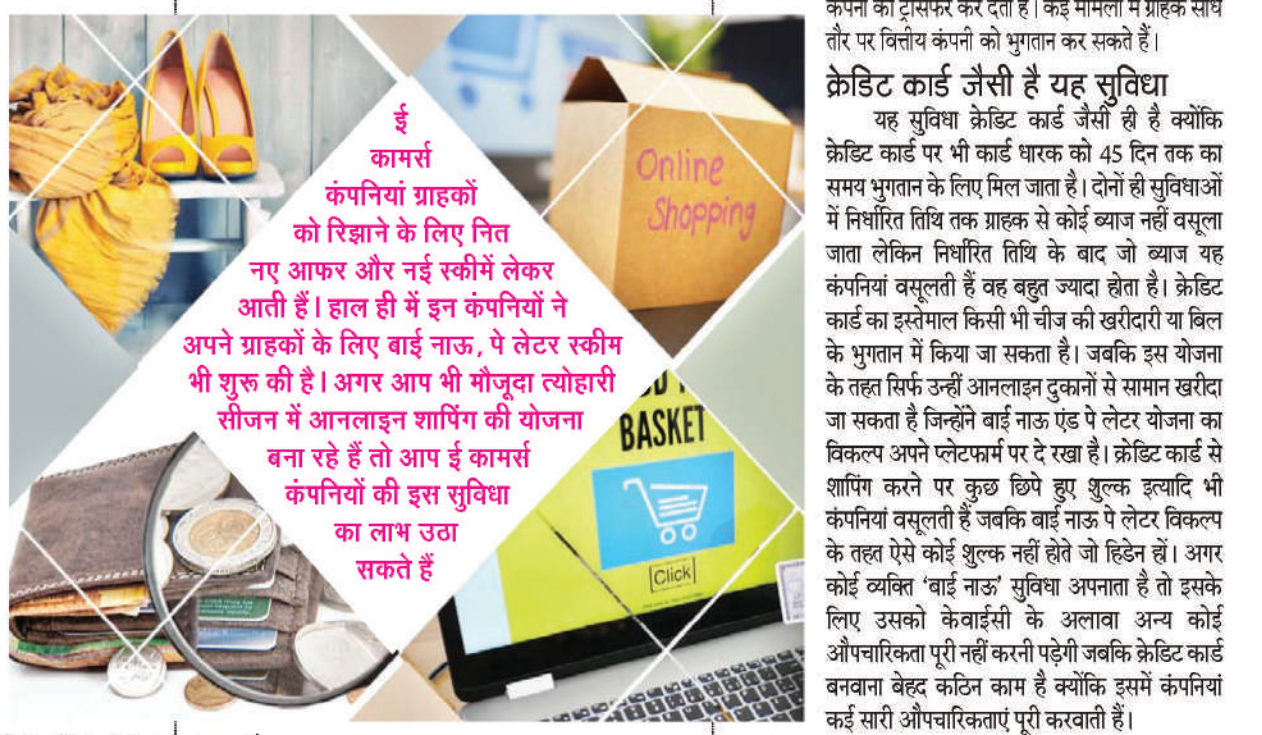 ई
कामर्स
कंपनियां ग्राहकों
को रिझाने के लिए नित
नए आफर और नई स्कीमें लेकर
आती हैं। हाल ही में इन कंपनियों ने
अपने ग्राहकों के लिए बाई नाऊ, पे लेटर स्कीम
भी शुरू की है। अगर आप भी मौजूदा त्योहारी
सीजन में आनलाइन शापिंग की योजना
बना रहे हैं तो आप ई कामर्स
कंपनियों की इस सुविधा
का लाभ उठा
सकते हैं
Online
Shopping
BASKET
Click
कंपनी को ट्रांसफर कर देता है। कई मामलों में ग्राहक सीधे
तौर पर वित्तीय कंपनी को भुगतान कर सकते हैं।
क्रेडिट कार्ड जैसी है यह सुविधा
यह सुविधा क्रेडिट कार्ड जैसी ही है क्योंकि
क्रेडिट कार्ड पर भी कार्ड धारक को 45 दिन तक का
समय भुगतान के लिए मिल जाता है। दोनों ही सुविधाओं
में निर्धारित तिथि तक ग्राहक से कोई ब्याज नहीं वसूला
जाता लेकिन निर्धारित तिथि के बाद जो ब्याज यह
कंपनियां वसूलती हैं वह बहुत ज्यादा होता है। क्रेडिट
कार्ड का इस्तेमाल किसी भी चीज की खरीदारी या बिल
के भुगतान में किया जा सकता है। जबकि इस योजना
के तहत सिर्फ उन्हीं आनलाइन दुकानों से सामान खरीदा
जा सकता है जिन्होंने बाई नाऊ एंड पे लेटर योजना का
विकल्प अपने प्लेटफार्म पर दे रखा है। क्रेडिट कार्ड से
शापिंग करने पर कुछ छिपे हुए शुल्क इत्यादि भी
कंपनियां वसूलती हैं जबकि बाई नाऊ पे लेटर विकल्प
के तहत ऐसे कोई शुल्क नहीं होते जो हिडेन हों। अगर
कोई व्यक्ति ‘बाई नाऊ’ सुविधा अपनाता है तो इसके
लिए उसको केवाईसी के अलावा अन्य कोई
औपचारिकता पूरी नहीं करनी पड़ेगी जबकि क्रेडिट कार्ड
बनवाना बेहद कठिन काम है क्योंकि इसमें कंपनियां
कई सारी औपचारिकताएं पूरी करवाती हैं।